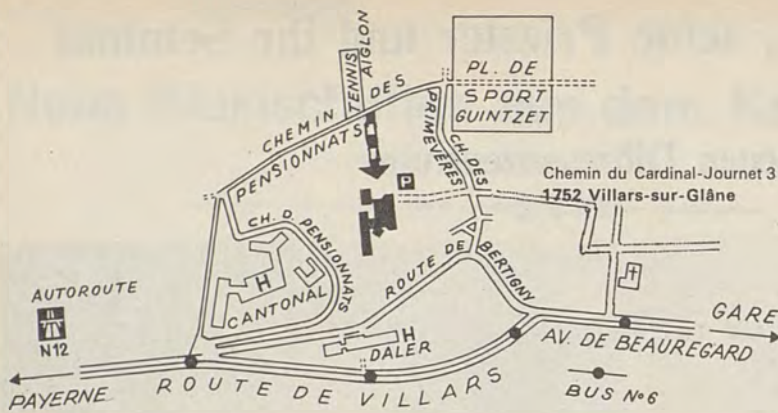 TENNIS
AIGLON
PL. DE
SPORT
GUINTZET
CHEMIN DES
PENSIONNATS
CH. DES
PRIMEVÈRES
P
Chemin du Cardinal-Journet 3
1752 Villars-sur-Glâne
CH. D. PENSIONNATS
H
CANTONAL
ROUTE DE
BERTIGNY
AUTOROUTE
N12
H
DALER
GARE
AV. DE BEAUREGARD
PAYERNE
ROUTE DE VILLARS
BUS No 6